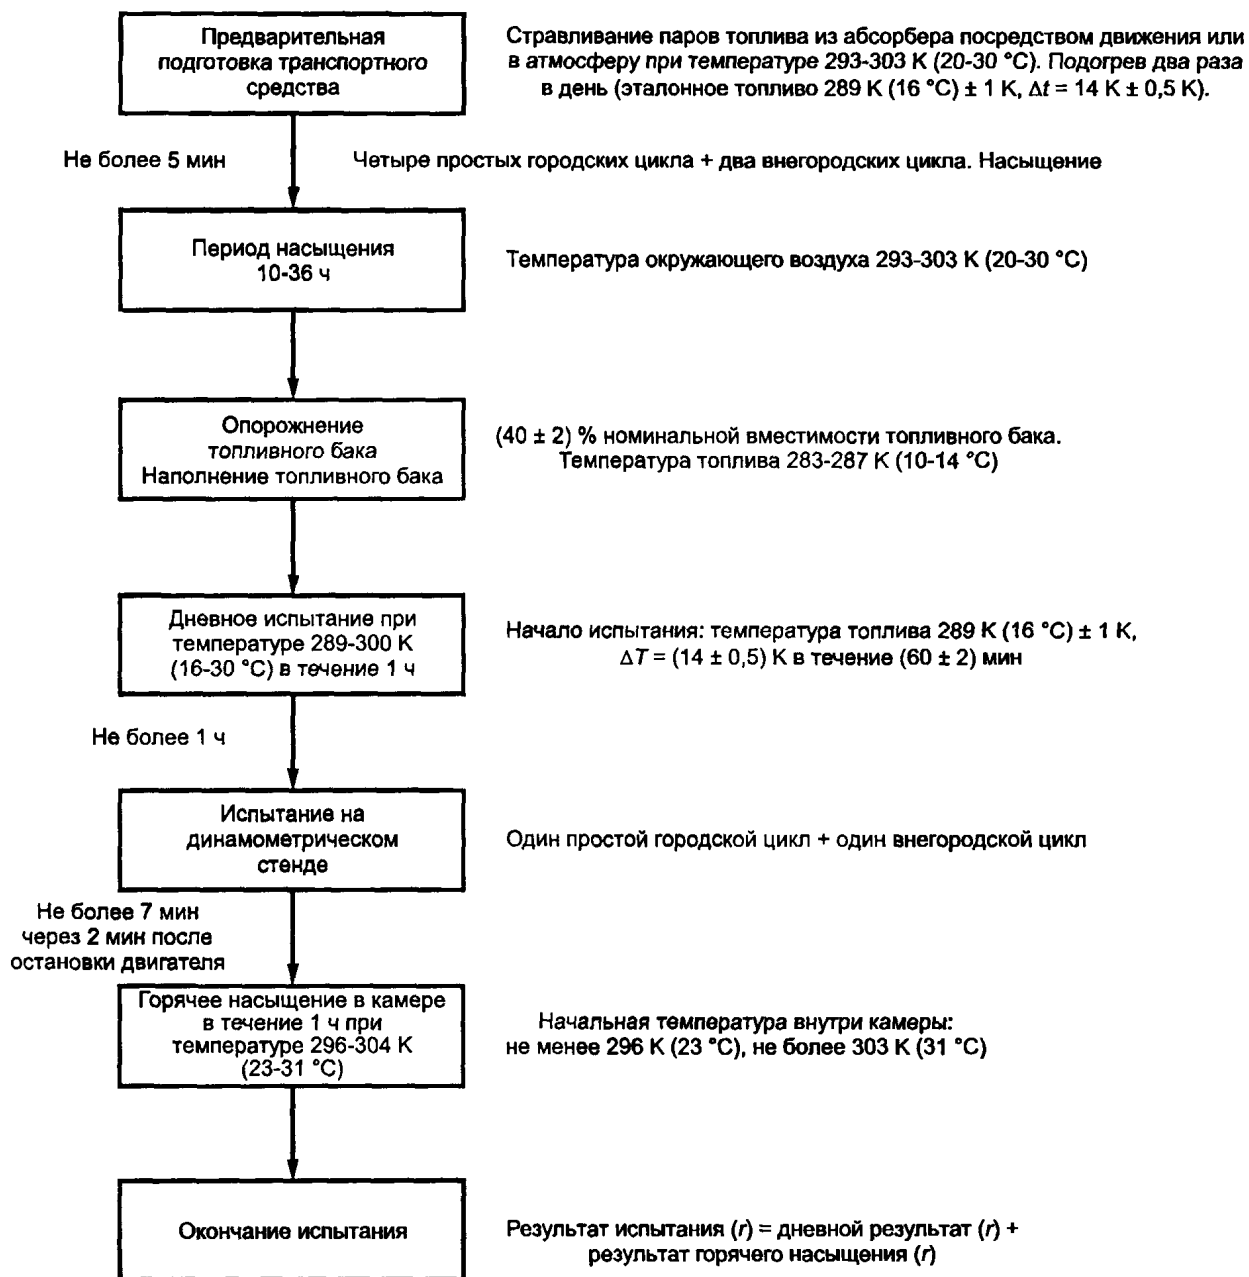 Предварительная
подготовка транспортного
средства
Стравливание паров топлива из абсорбера посредством движения или
в атмосферу при температуре 293-303 K (20-30 °C). Подогрев два раза
в день (эталонное топливо 289 K (16 °C) ± 1 K, Δt = 14 K ± 0,5 K).
Не более 5 мин
Четыре простых городских цикла + два внегородских цикла. Насыщение
Период насыщения
10-36 ч
Температура окружающего воздуха 293-303 K (20-30 °C)
Опорожнение
топливного бака
Наполнение топливного бака
(40 ± 2) % номинальной вместимости топливного бака.
Температура топлива 283-287 K (10-14 °C)
Дневное испытание при
температуре 289-300 K
(16-30 °C) в течение 1 ч
Начало испытания: температура топлива 289 K (16 °C) ± 1 K,
ΔT = (14 ± 0,5) K в течение (60 ± 2) мин
Не более 1 ч
Испытание на
динамометрическом
стенде
Один простой городской цикл + один внегородской цикл
Не более 7 мин
через 2 мин после
остановки двигателя
Горячее насыщение в камере
в течение 1 ч при
температуре 296-304 K
(23-31 °C)
Начальная температура внутри камеры:
не менее 296 K (23 °C), не более 303 K (31 °C)
Окончание испытания
Результат испытания (r) = дневной результат (r) +
результат горячего насыщения (r)